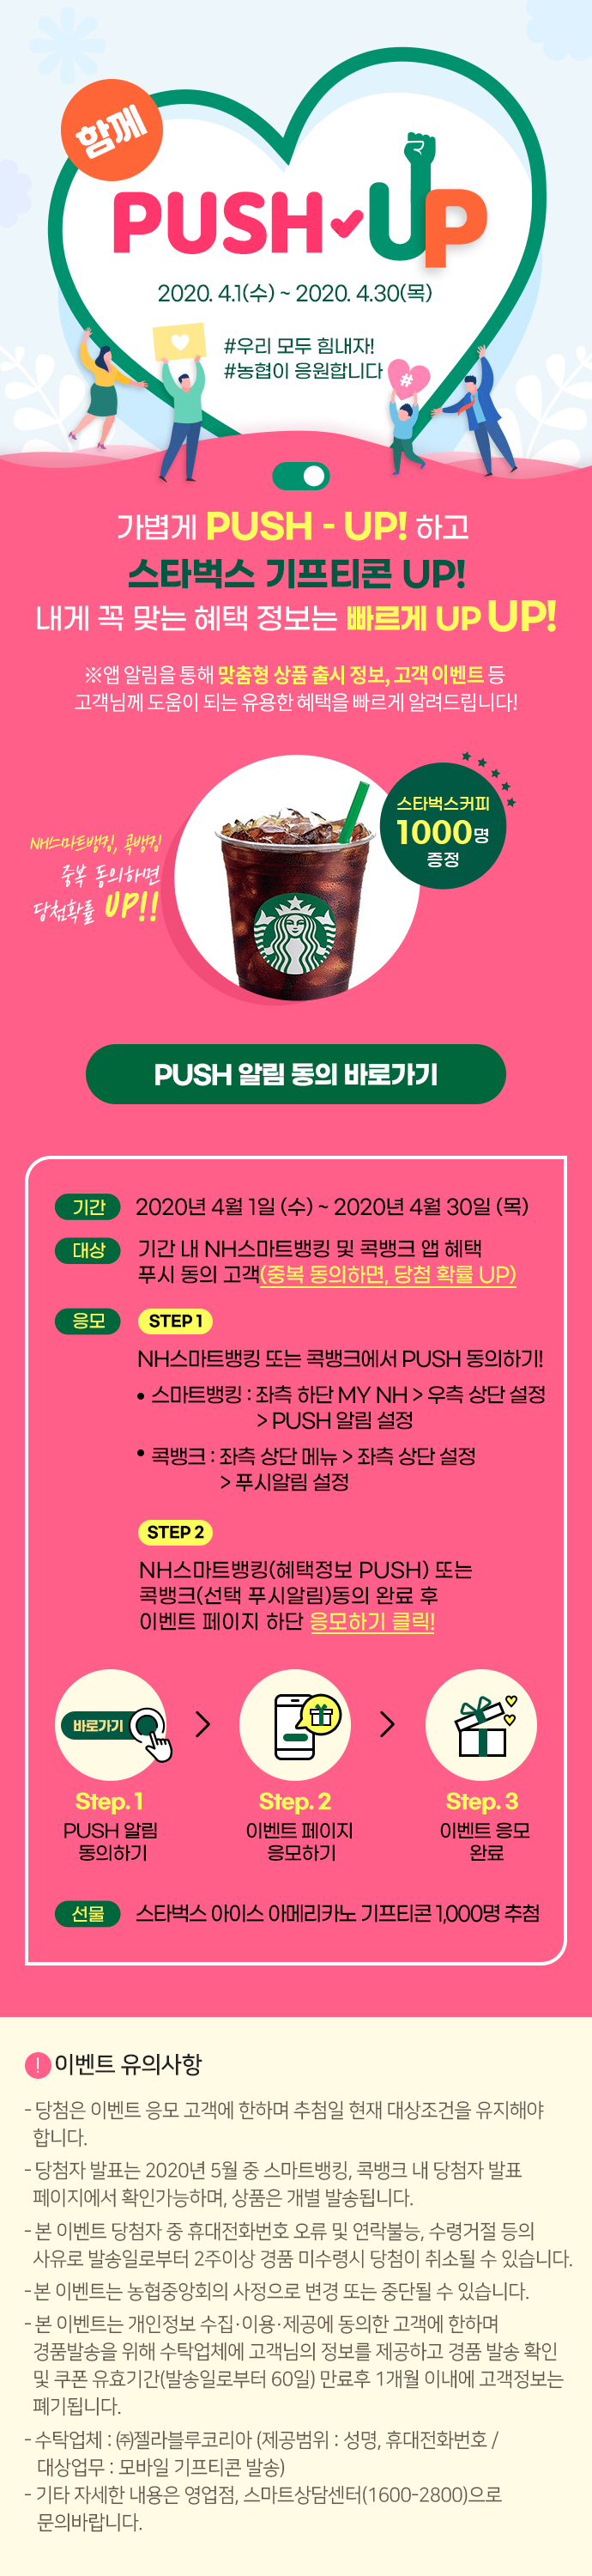 함께
PUSH UP
2020. 4.1(수) ~ 2020. 4.30(목)
#우리 모두 힘내자!
#농협이 응원합니다
#
가볍게 PUSH - UP! 하고
스타벅스 기프티콘 UP!
내게 꼭 맞는 혜택 정보는 빠르게 UP UP!
※앱 알림을 통해 맞춤형 상품 출시 정보, 고객 이벤트 등
고객님께 도움이 되는 유용한 혜택을 빠르게 알려드립니다!
스타벅스커피
1000명
증정
NH스마트뱅킹, 콕뱅킹
중복 동의하면
당첨확률 UP!!
PUSH 알림 동의 바로가기
기간 2020년 4월 1일 (수) ~ 2020년 4월 30일 (목)
대상 기간 내 NH스마트뱅킹 및 콕뱅크 앱 혜택
푸시 동의 고객(중복 동의하면, 당첨 확률 UP)
응모 STEP 1
NH스마트뱅킹 또는 콕뱅크에서 PUSH 동의하기!
• 스마트뱅킹 : 좌측 하단 MY NH > 우측 상단 설정
> PUSH 알림 설정
• 콕뱅크 : 좌측 상단 메뉴 > 좌측 상단 설정
> 푸시알림 설정
STEP 2
NH스마트뱅킹(혜택정보 PUSH) 또는
콕뱅크(선택 푸시알림)동의 완료 후
이벤트 페이지 하단 응모하기 클릭!
바로가기 > >
Step. 1 Step. 2 Step. 3
PUSH 알림 이벤트 페이지 이벤트 응모
동의하기 응모하기 완료
선물 스타벅스 아이스 아메리카노 기프티콘 1,000명 추첨
! 이벤트 유의사항
- 당첨은 이벤트 응모 고객에 한하며 추첨일 현재 대상조건을 유지해야
합니다.
- 당첨자 발표는 2020년 5월 중 스마트뱅킹, 콕뱅크 내 당첨자 발표
페이지에서 확인가능하며, 상품은 개별 발송됩니다.
- 본 이벤트 당첨자 중 휴대전화번호 오류 및 연락불능, 수령거절 등의
사유로 발송일로부터 2주이상 경품 미수령시 당첨이 취소될 수 있습니다.
- 본 이벤트는 농협중앙회의 사정으로 변경 또는 중단될 수 있습니다.
- 본 이벤트는 개인정보 수집·이용·제공에 동의한 고객에 한하며
경품발송을 위해 수탁업체에 고객님의 정보를 제공하고 경품 발송 확인
및 쿠폰 유효기간(발송일로부터 60일) 만료후 1개월 이내에 고객정보는
폐기됩니다.
- 수탁업체 : ㈜젤라블루코리아 (제공범위 : 성명, 휴대전화번호 /
대상업무 : 모바일 기프티콘 발송)
- 기타 자세한 내용은 영업점, 스마트상담센터(1600-2800)으로
문의바랍니다.